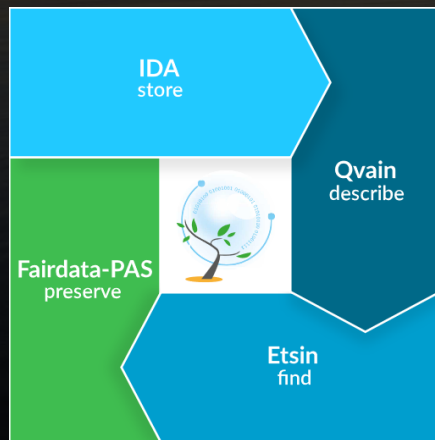 IDA
store
Qvain
describe
Etsin
find
Fairdata-PAS
preserve